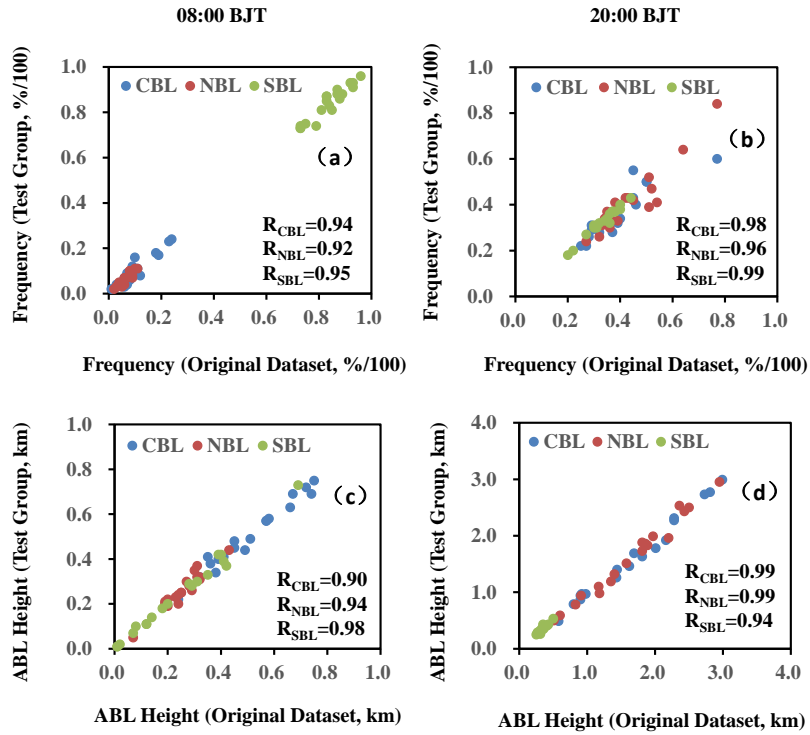 08:00 BJT
20:00 BJT
Frequency (Test Group, %/100)
1.0
0.8
0.6
0.4
0.2
0.0
CBL NBL SBL
(a)
R_CBL=0.94
R_NBL=0.92
R_SBL=0.95
0.0 0.2 0.4 0.6 0.8 1.0
Frequency (Original Dataset, %/100)
Frequency (Test Group, %/100)
1.0
0.8
0.6
0.4
0.2
0.0
CBL NBL SBL
(b)
R_CBL=0.98
R_NBL=0.96
R_SBL=0.99
0.0 0.2 0.4 0.6 0.8 1.0
Frequency (Original Dataset, %/100)
ABL Height (Test Group, km)
1.0
0.8
0.6
0.4
0.2
0.0
CBL NBL SBL
(c)
R_CBL=0.90
R_NBL=0.94
R_SBL=0.98
0.0 0.2 0.4 0.6 0.8 1.0
ABL Height (Original Dataset, km)
ABL Height (Test Group, km)
4.0
3.0
2.0
1.0
0.0
CBL NBL SBL
(d)
R_CBL=0.99
R_NBL=0.99
R_SBL=0.94
0.0 1.0 2.0 3.0 4.0
ABL Height (Original Dataset, km)